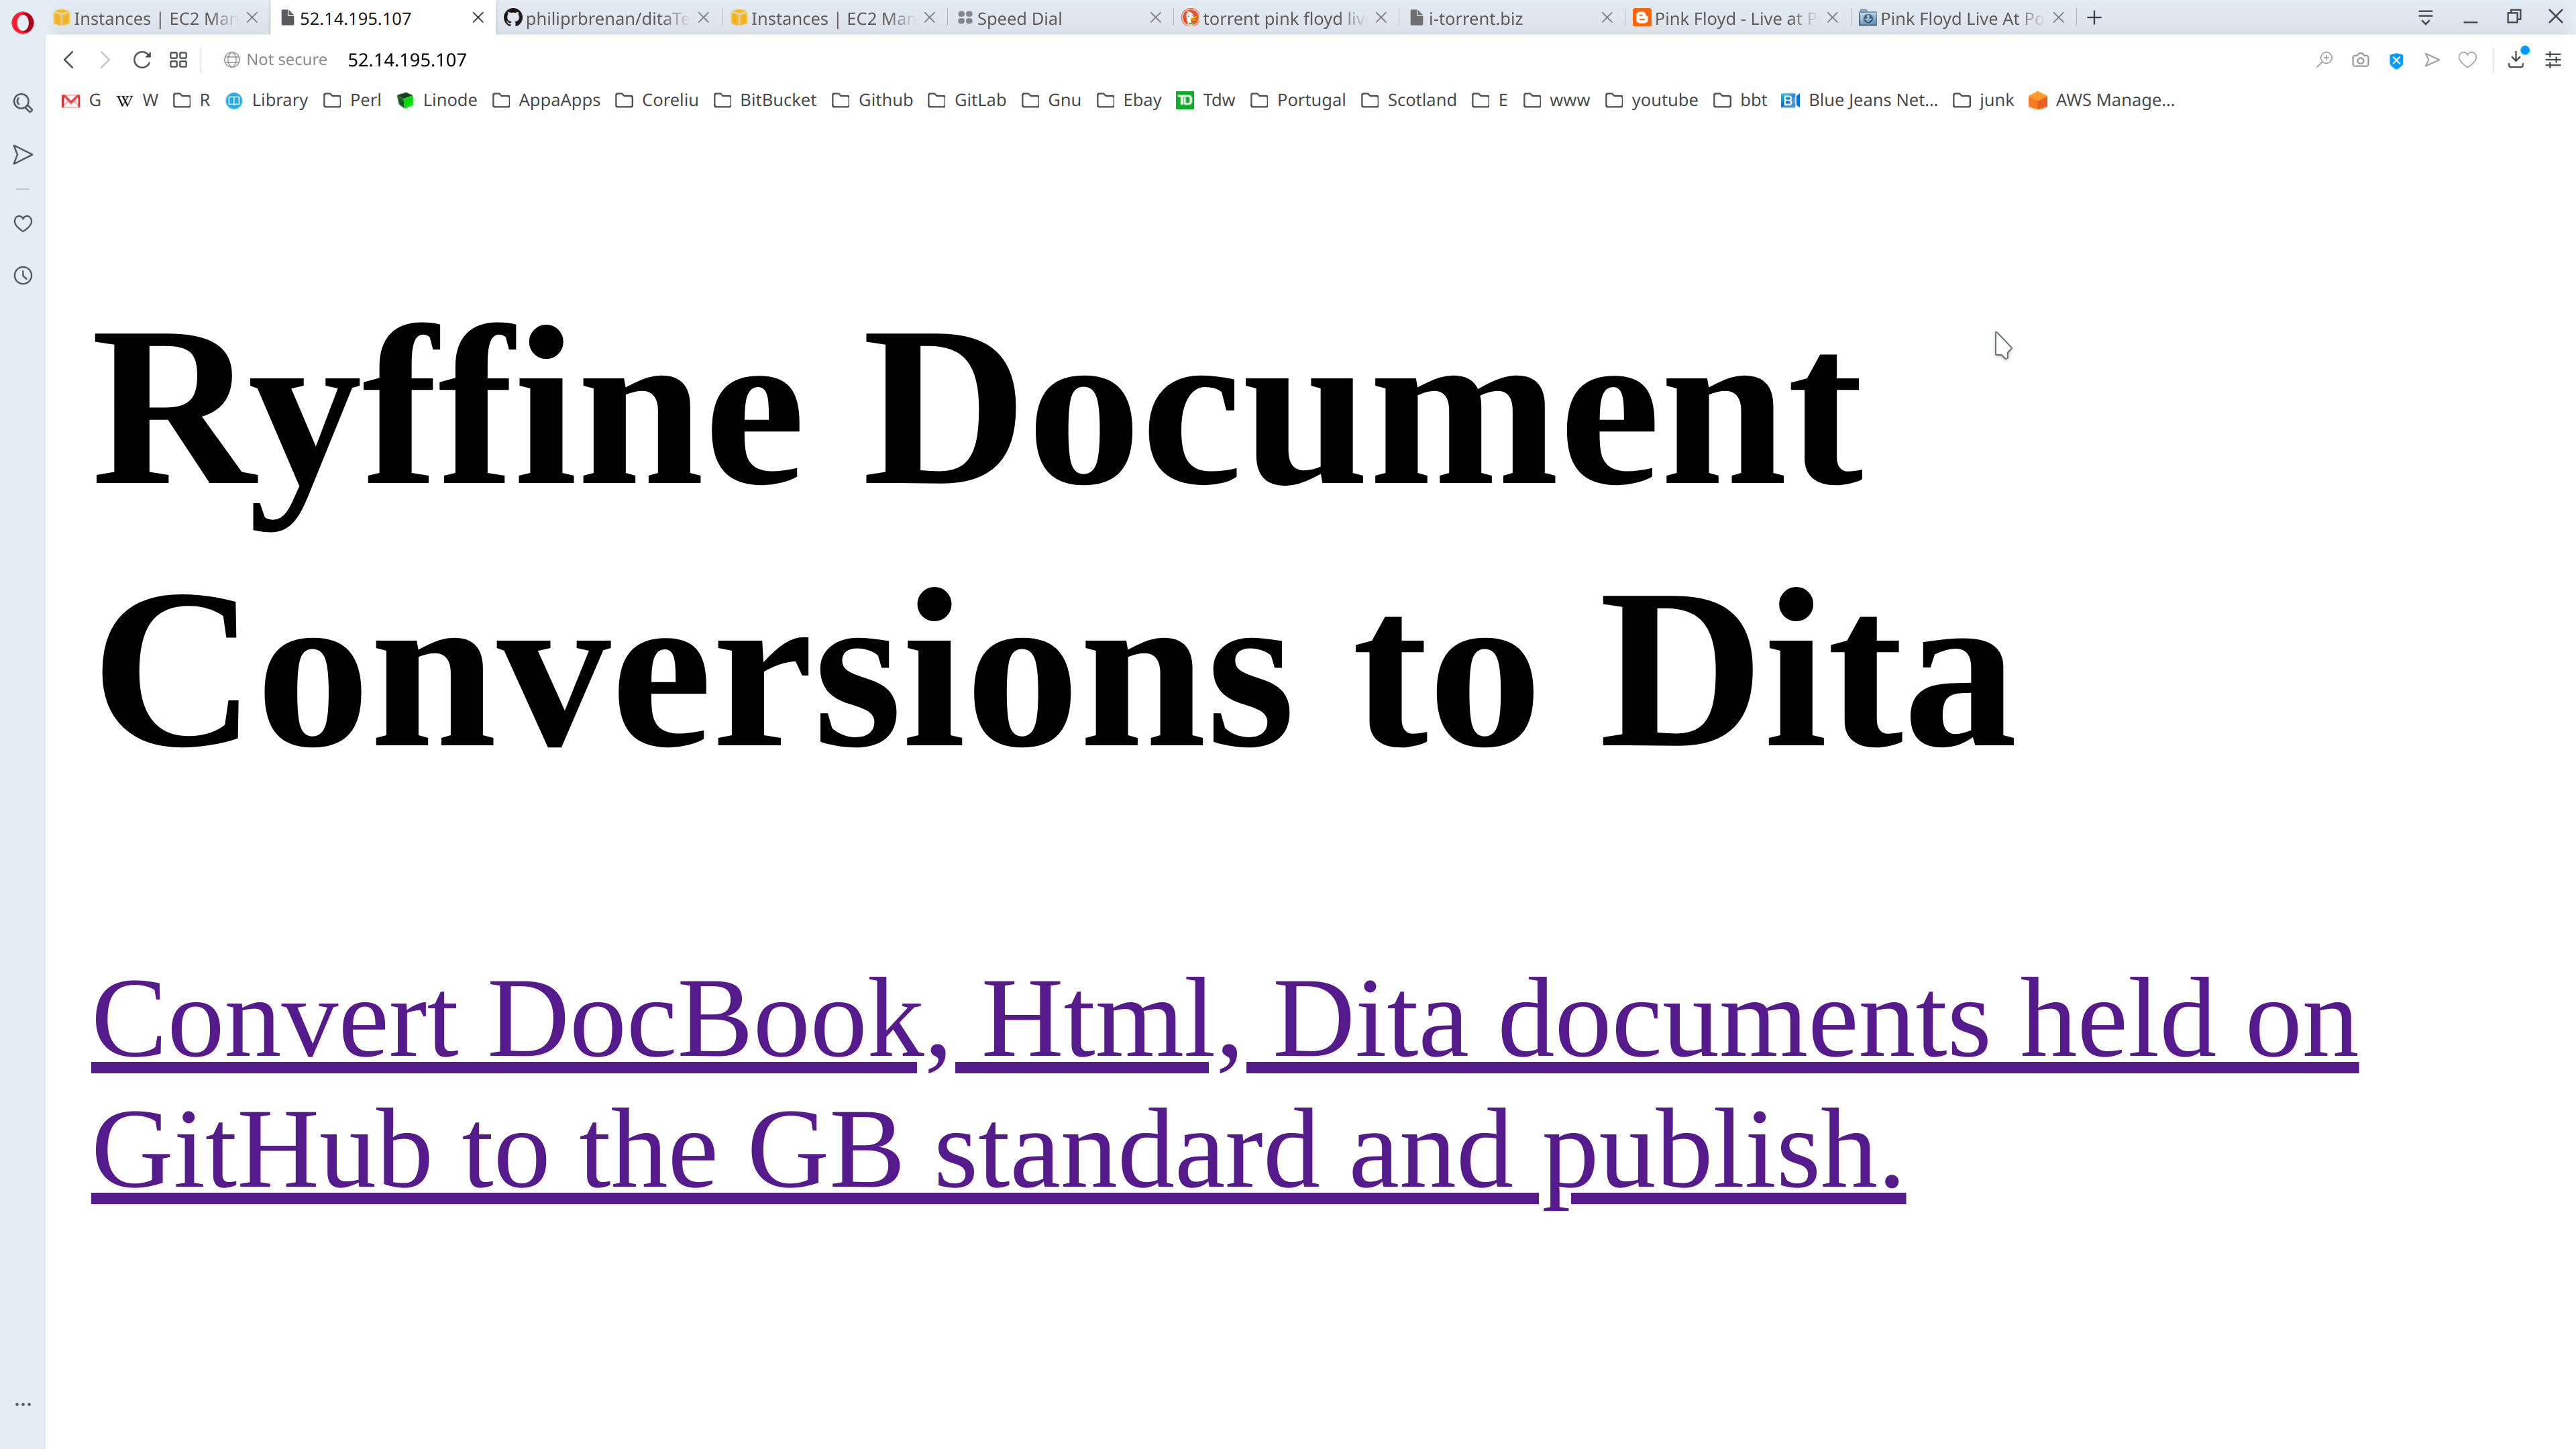 Instances | EC2 Man
52.14.195.107
philiprbrenan/ditaTe
Instances | EC2 Man
Speed Dial
torrent pink floyd liv
i-torrent.biz
Pink Floyd - Live at P
Pink Floyd Live At Po
Not secure 52.14.195.107
G W R Library Perl Linode AppaApps Coreliu BitBucket Github GitLab Gnu Ebay TD Tdw Portugal Scotland E www youtube bbt Blue Jeans Net... junk AWS Manage...
Ryffine Document
Conversions to Dita
Convert DocBook, Html, Dita documents held on
GitHub to the GB standard and publish.